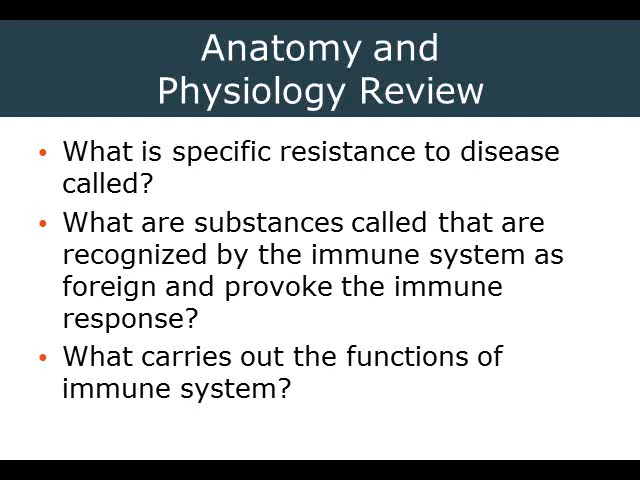 Anatomy and
Physiology Review
• What is specific resistance to disease
called?
• What are substances called that are
recognized by the immune system as
foreign and provoke the immune
response?
• What carries out the functions of
immune system?